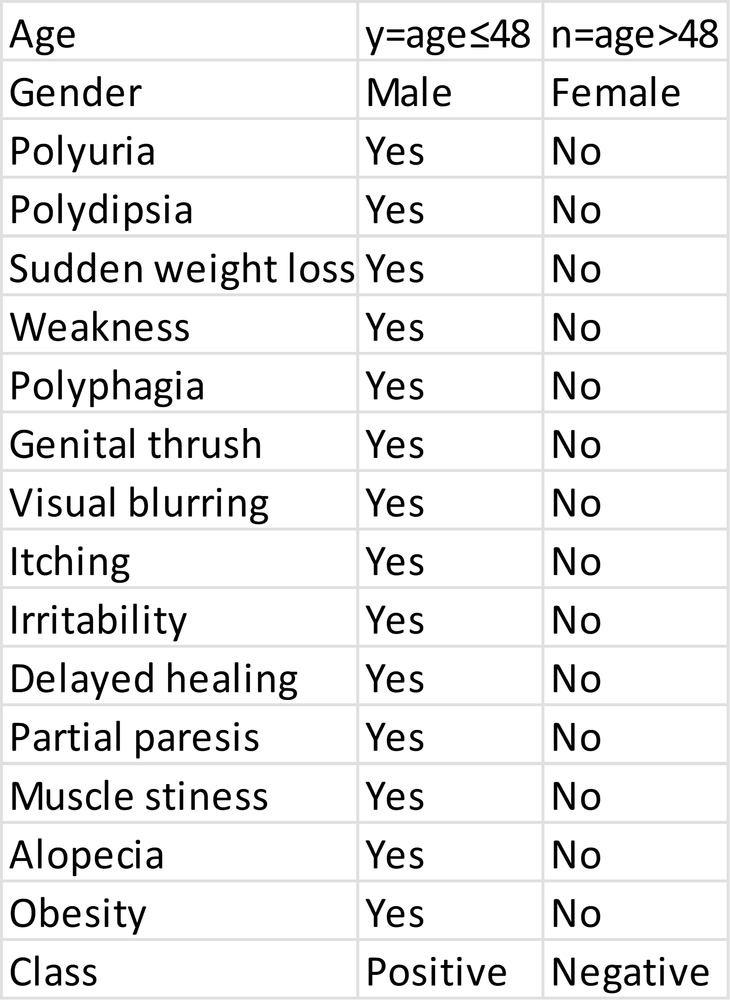 Age y=age≤48 n=age>48
Gender Male Female
Polyuria Yes No
Polydipsia Yes No
Sudden weight loss Yes No
Weakness Yes No
Polyphagia Yes No
Genital thrush Yes No
Visual blurring Yes No
Itching Yes No
Irritability Yes No
Delayed healing Yes No
Partial paresis Yes No
Muscle stiness Yes No
Alopecia Yes No
Obesity Yes No
Class Positive Negative